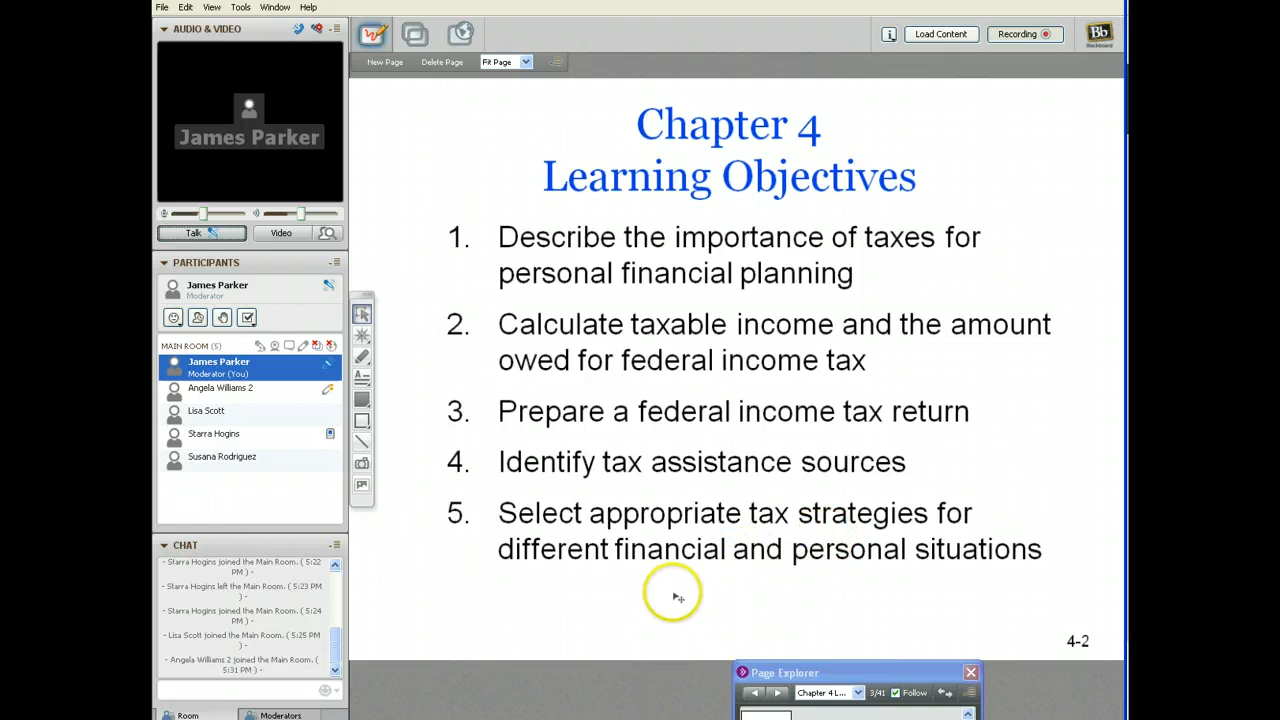 File Edit View Tools Window Help
AUDIO & VIDEO
James Parker
Talk
Video
PARTICIPANTS
James Parker
Moderator
MAIN ROOM (5)
James Parker
Moderator (You)
Angela Williams 2
Lisa Scott
Starra Hogins
Susana Rodriguez
CHAT
- Starra Hogins joined the Main Room. ( 5:22
PM ) -
- Starra Hogins left the Main Room. ( 5:23 PM
) -
- Starra Hogins joined the Main Room. ( 5:24
PM ) -
- Lisa Scott joined the Main Room. ( 5:25 PM
) -
- Angela Williams 2 joined the Main Room. (
5:31 PM ) -
Room
Moderators
Load Content
Recording
Bb
Blackboard
New Page
Delete Page
Fit Page
Chapter 4
Learning Objectives
1. Describe the importance of taxes for
personal financial planning
2. Calculate taxable income and the amount
owed for federal income tax
3. Prepare a federal income tax return
4. Identify tax assistance sources
5. Select appropriate tax strategies for
different financial and personal situations
4-2
Page Explorer
Chapter 4 L...
3/41
Follow